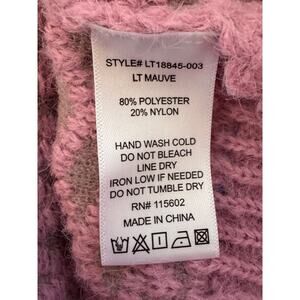 STYLE# LT18845-003
LT MAUVE
80% POLYESTER
20% NYLON
HAND WASH COLD
DO NOT BLEACH
LINE DRY
IRON LOW IF NEEDED
DO NOT TUMBLE DRY
RN# 115602
MADE IN CHINA